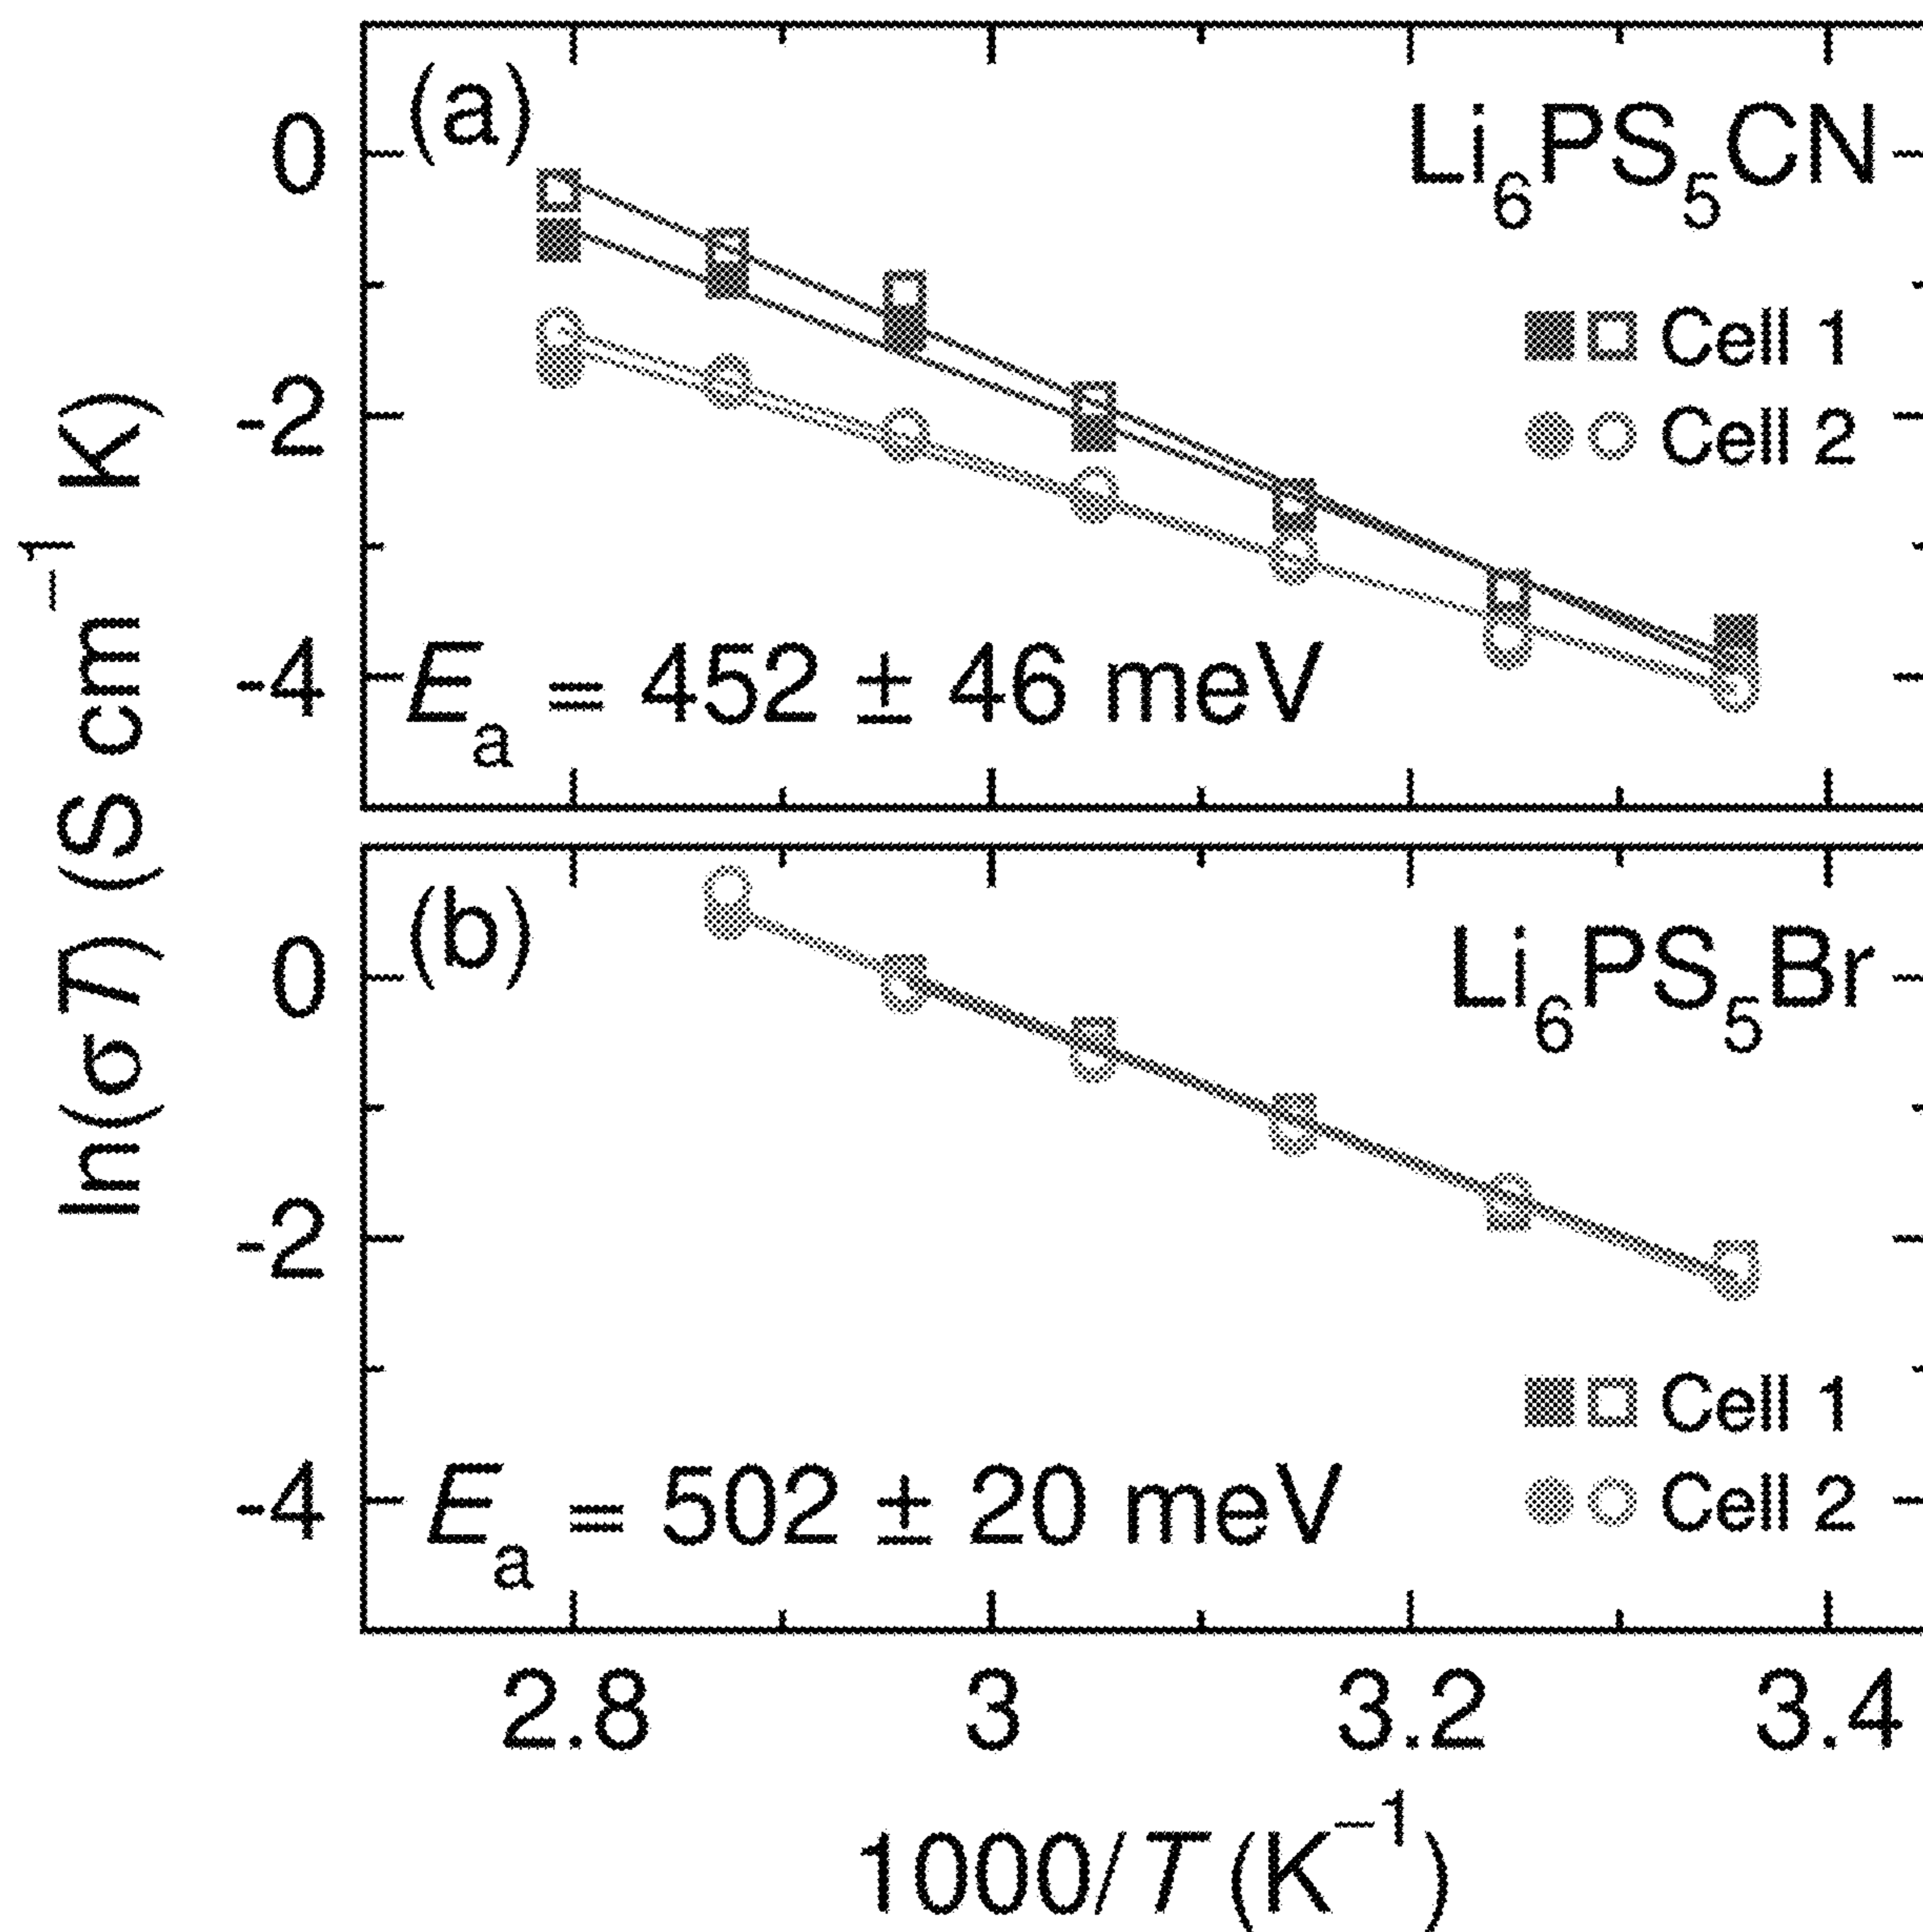 ln(σT) (S cm⁻¹ K)
(a)
Li₆PS₅CN
0
-2
-4
Cell 1
Cell 2
Eₐ = 452 ± 46 meV
(b)
Li₆PS₅Br
0
-2
-4
Cell 1
Cell 2
Eₐ = 502 ± 20 meV
2.8 3 3.2 3.4
1000/T (K⁻¹)